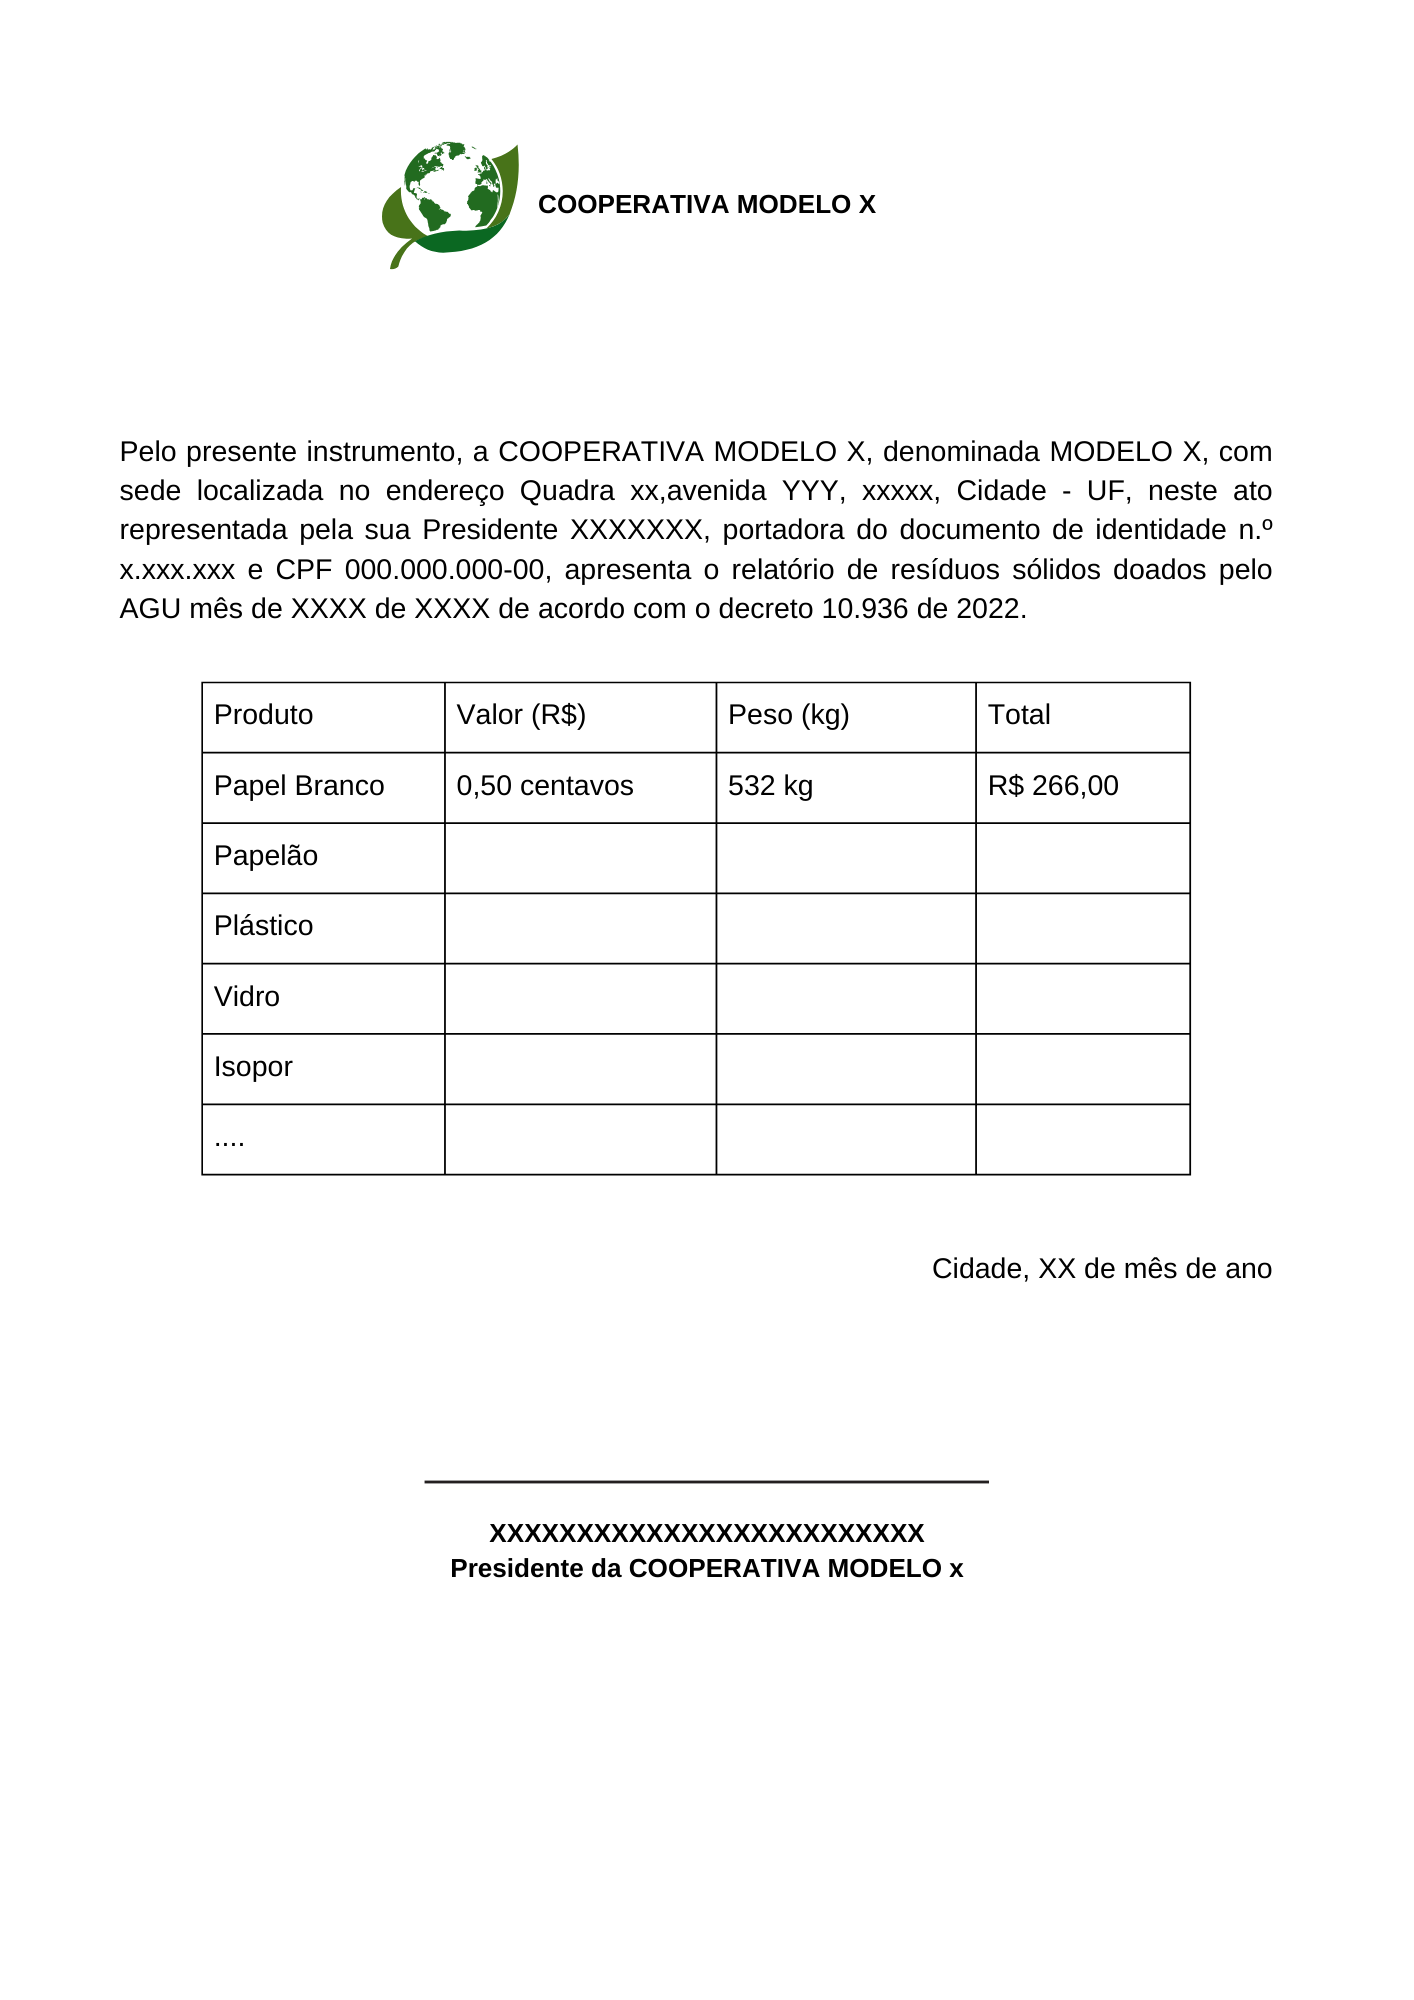 COOPERATIVA MODELO X
Pelo presente instrumento, a COOPERATIVA MODELO X, denominada MODELO X, com
sede localizada no endereço Quadra xx,avenida YYY, xxxxx, Cidade - UF, neste ato
representada pela sua Presidente XXXXXXX, portadora do documento de identidade n.º
x.xxx.xxx e CPF 000.000.000-00, apresenta o relatório de resíduos sólidos doados pelo
AGU mês de XXXX de XXXX de acordo com o decreto 10.936 de 2022.
Produto Valor (R$) Peso (kg) Total
Papel Branco 0,50 centavos 532 kg R$ 266,00
Papelão
Plástico
Vidro
Isopor
....
Cidade, XX de mês de ano
XXXXXXXXXXXXXXXXXXXXXXXXX
Presidente da COOPERATIVA MODELO x